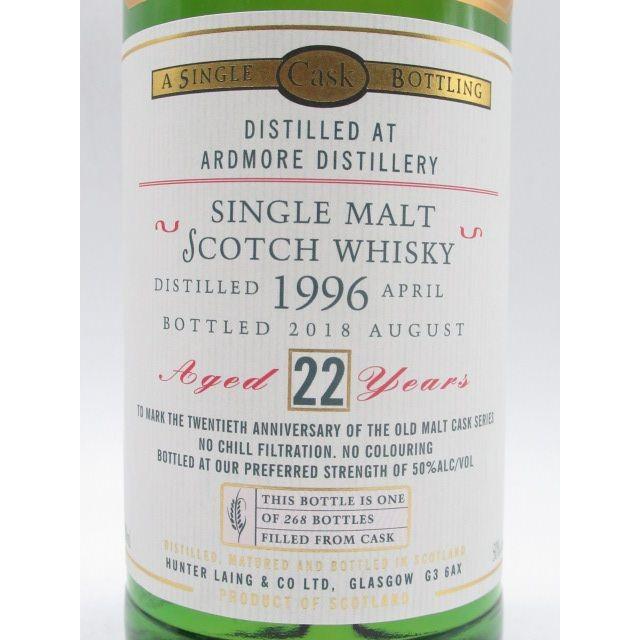 A SINGLE Cask BOTTLING
DISTILLED AT
ARDMORE DISTILLERY
SINGLE MALT
SCOTCH WHISKY
DISTILLED 1996 APRIL
BOTTLED 2018 AUGUST
Aged 22 Years
TO MARK THE TWENTIETH ANNIVERSARY OF THE OLD MALT CASK SERIES
NO CHILL FILTRATION. NO COLOURING
BOTTLED AT OUR PREFERRED STRENGTH OF 50%ALC/VOL
THIS BOTTLE IS ONE
OF 268 BOTTLES
FILLED FROM CASK
DISTILLED, MATURED AND BOTTLED IN SCOTLAND
HUNTER LAING & CO LTD, GLASGOW G3 6AX
PRODUCT OF SCOTLAND